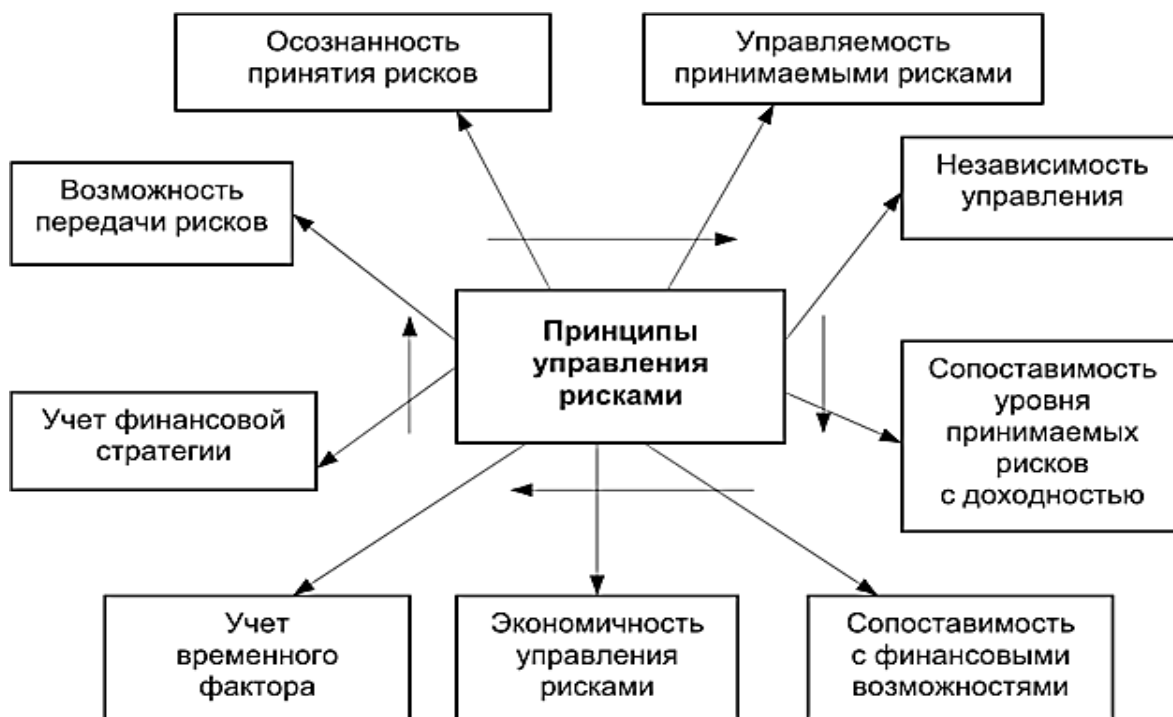 Осознанность
принятия рисков
Управляемость
принимаемыми рисками
Возможность
передачи рисков
Независимость
управления
Принципы
управления
рисками
Учет финансовой
стратегии
Сопоставимость
уровня
принимаемых
рисков
с доходностью
Учет
временного
фактора
Экономичность
управления
рисками
Сопоставимость
с финансовыми
возможностями